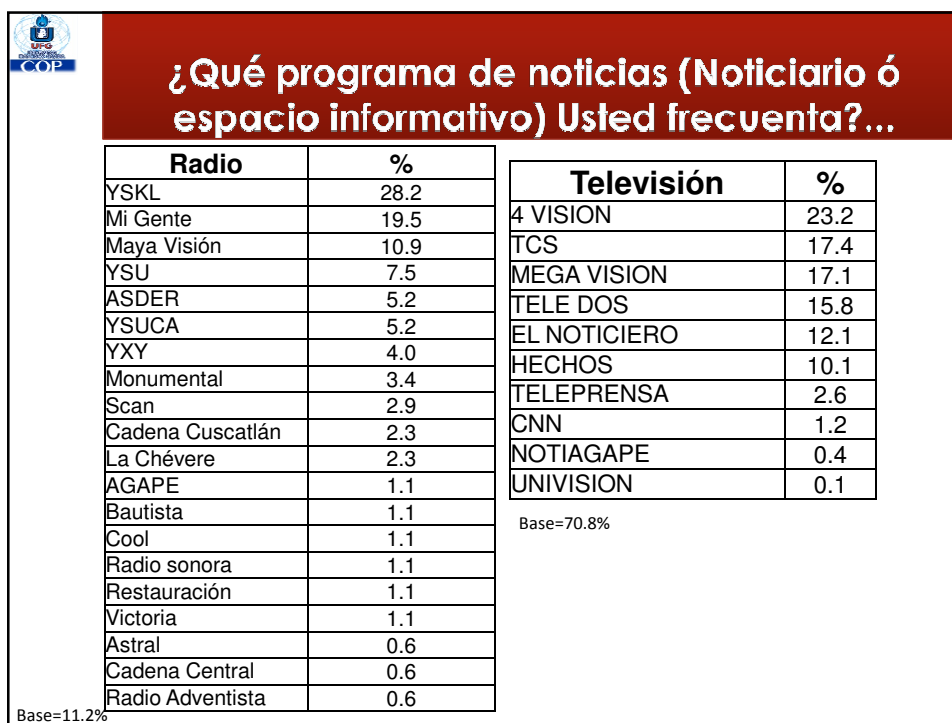 UFG
COP
¿Qué programa de noticias (Noticiario ó
espacio informativo) Usted frecuenta?...
Radio %
YSKL 28.2
Mi Gente 19.5
Maya Visión 10.9
YSU 7.5
ASDER 5.2
YSUCA 5.2
YXY 4.0
Monumental 3.4
Scan 2.9
Cadena Cuscatlán 2.3
La Chévere 2.3
AGAPE 1.1
Bautista 1.1
Cool 1.1
Radio sonora 1.1
Restauración 1.1
Victoria 1.1
Astral 0.6
Cadena Central 0.6
Radio Adventista 0.6
Base=11.2%
Televisión %
4 VISION 23.2
TCS 17.4
MEGA VISION 17.1
TELE DOS 15.8
EL NOTICIERO 12.1
HECHOS 10.1
TELEPRENSA 2.6
CNN 1.2
NOTIAGAPE 0.4
UNIVISION 0.1
Base=70.8%